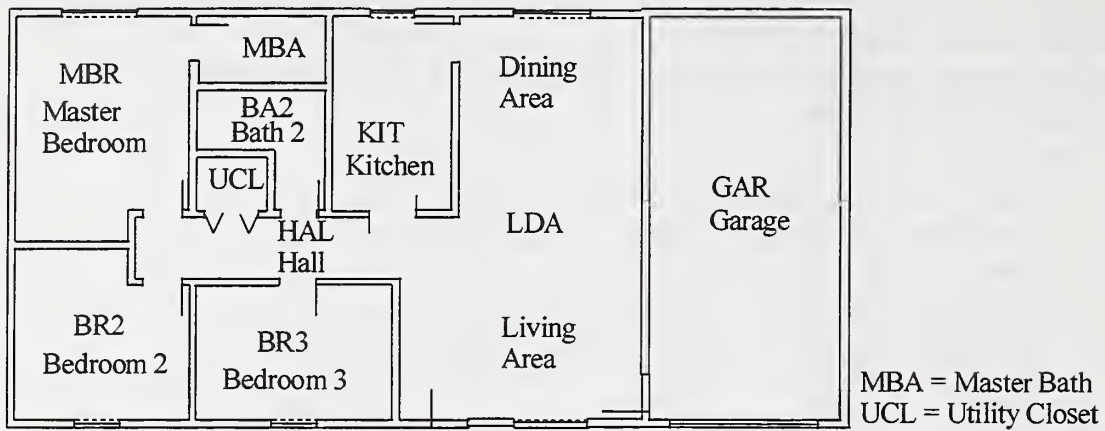 MBR
Master
Bedroom
MBA
BA2
Bath 2
UCL
KIT
Kitchen
Dining
Area
LDA
Living
Area
GAR
Garage
HAL
Hall
BR2
Bedroom 2
BR3
Bedroom 3
MBA = Master Bath
UCL = Utility Closet